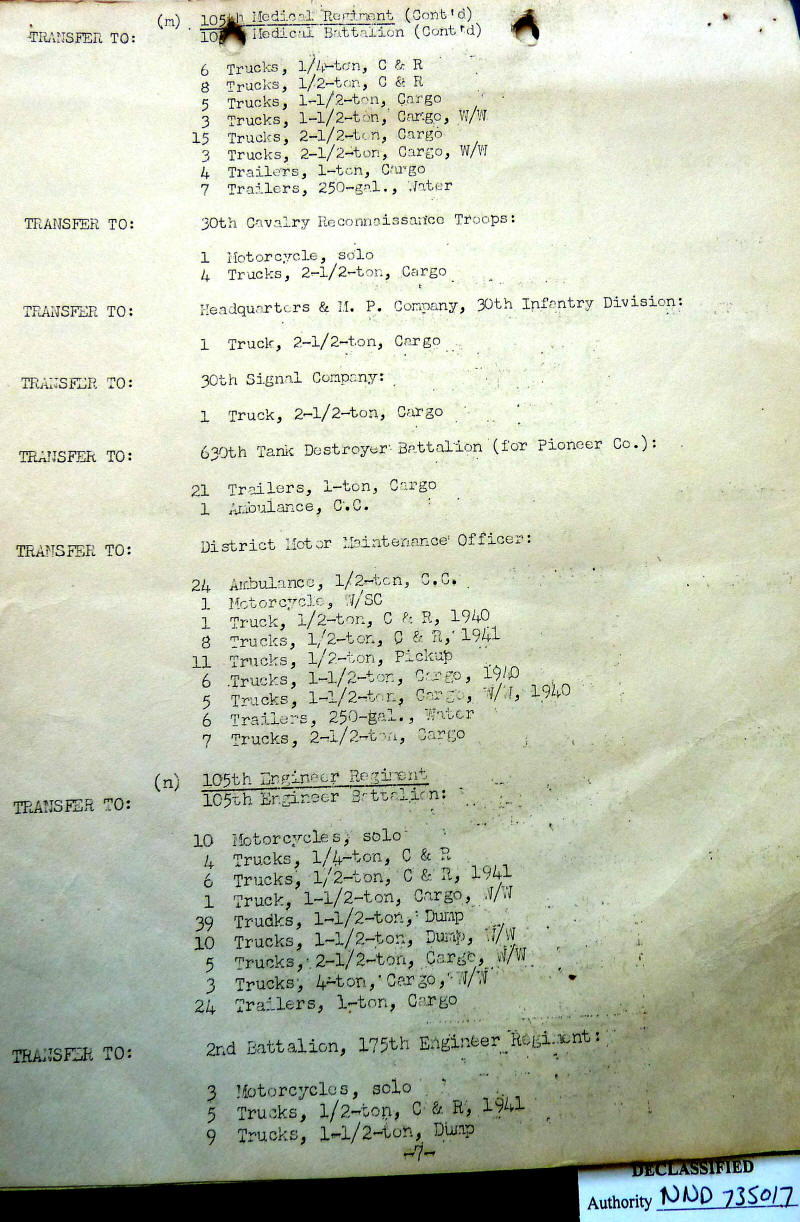 (m) 105th Medical Regiment (Cont'd)
TRANSFER TO: Medical Battalion (Cont'd)
6 Trucks, 1/4-ton, C & R
8 Trucks, 1/2-ton, C & R
5 Trucks, 1-1/2-ton, Cargo
3 Trucks, 1-1/2-ton, Cargo, W/W
15 Trucks, 2-1/2-ton, Cargo
3 Trucks, 2-1/2-ton, Cargo, W/W
4 Trailers, 1-ton, Cargo
7 Trailers, 250-gal., Water
TRANSFER TO: 30th Cavalry Reconnaissance Troops:
1 Motorcycle, solo
4 Trucks, 2-1/2-ton, Cargo
TRANSFER TO: Headquarters & M. P. Company, 30th Infantry Division:
1 Truck, 2-1/2-ton, Cargo
TRANSFER TO: 30th Signal Company:
1 Truck, 2-1/2-ton, Cargo
TRANSFER TO: 630th Tank Destroyer Battalion (for Pioneer Co.):
21 Trailers, 1-ton, Cargo
1 Ambulance, C.C.
TRANSFER TO: District Motor Maintenance Officer:
24 Ambulance, 1/2-ton, C.C.
1 Motorcycle, W/SC
1 Truck, 1/2-ton, C & R, 1940
8 Trucks, 1/2-ton, C & R, 1941
11 Trucks, 1/2-ton, Pickup
6 Trucks, 1-1/2-ton, Cargo, 1940
5 Trucks, 1-1/2-ton, Cargo, W/W, 1940
6 Trailers, 250-gal., Water
7 Trucks, 2-1/2-ton, Cargo
(n) 105th Engineer Regiment
TRANSFER TO: 105th Engineer Battalion:
10 Motorcycles, solo
4 Trucks, 1/4-ton, C & R
6 Trucks, 1/2-ton, C & R, 1941
1 Truck, 1-1/2-ton, Cargo, W/W
39 Trudks, 1-1/2-ton, Dump
10 Trucks, 1-1/2-ton, Dump, W/W
5 Trucks, 2-1/2-ton, Cargo, W/W
3 Trucks, 4-ton, Cargo, W/W
24 Trailers, 1-ton, Cargo
TRANSFER TO: 2nd Battalion, 175th Engineer Regiment:
3 Motorcycles, solo
5 Trucks, 1/2-ton, C & R, 1941
9 Trucks, 1-1/2-ton, Dump
-7-
DECLASSIFIED
Authority NND 735017